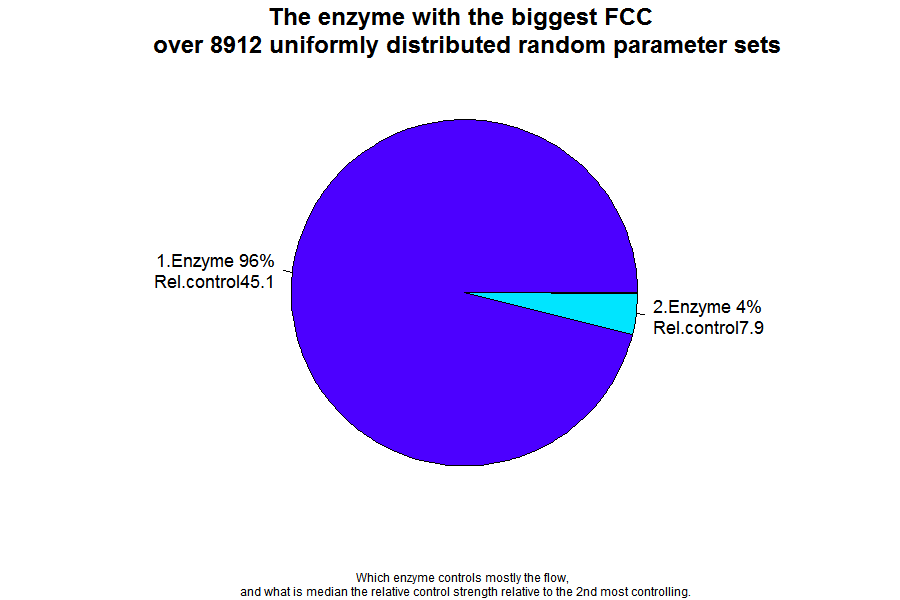 The enzyme with the biggest FCC
over 8912 uniformly distributed random parameter sets
1.Enzyme 96%
Rel.control45.1
2.Enzyme 4%
Rel.control7.9
Which enzyme controls mostly the flow,
and what is median the relative control strength relative to the 2nd most controlling.